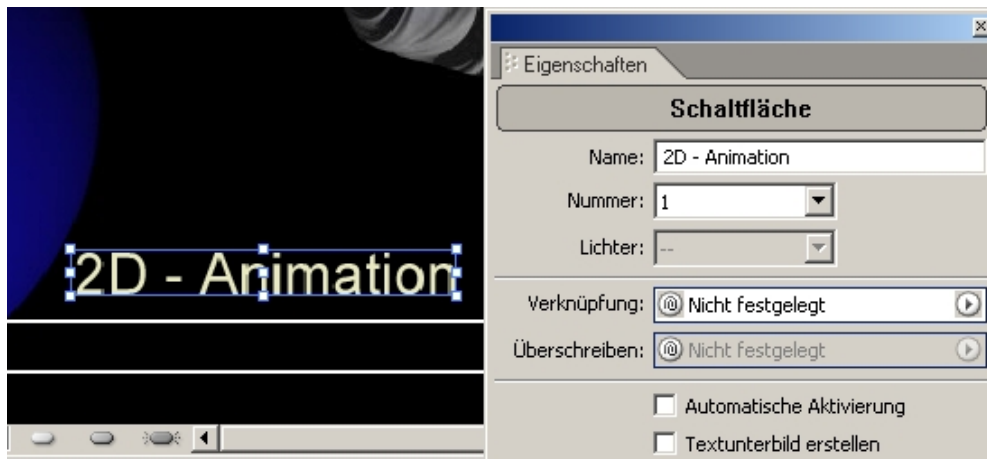 2D - Animation
Eigenschaften
Schaltfläche
Name: 2D - Animation
Nummer: 1
Lichter: --
Verknüpfung: Nicht festgelegt
Überschreiben: Nicht festgelegt
Automatische Aktivierung
Textunterbild erstellen